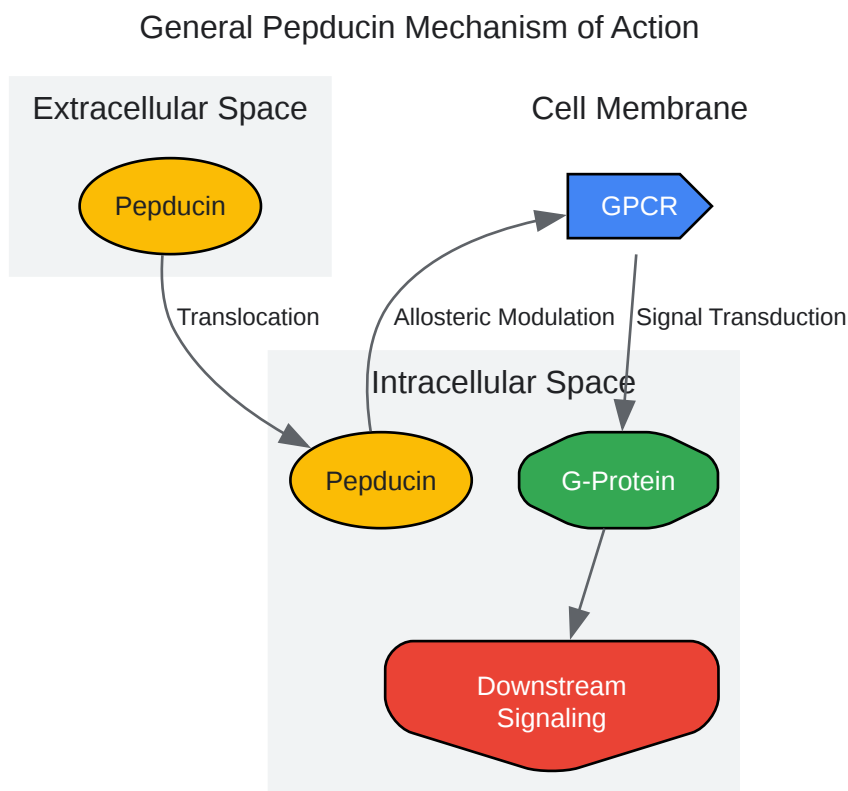 General Pepducin Mechanism of Action
Extracellular Space
Cell Membrane
Pepducin
GPCR
Translocation
Allosteric Modulation
Signal Transduction
Intracellular Space
Pepducin
G-Protein
Downstream
Signaling